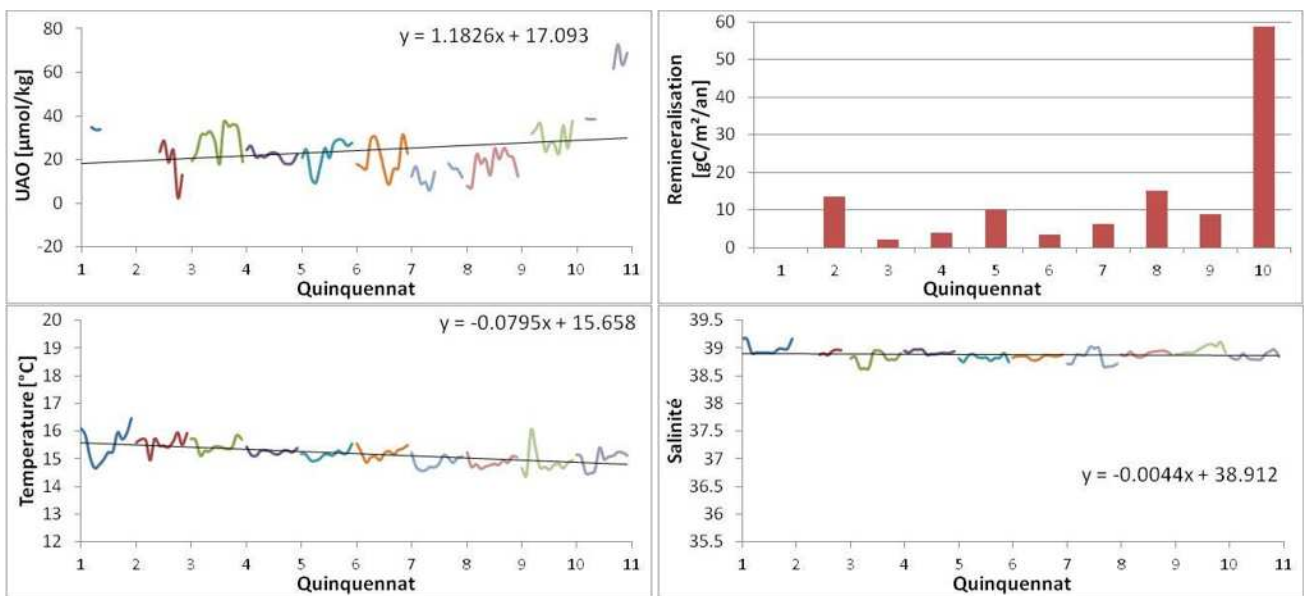 y = 1.1826x + 17.093
UAO [µmol/kg]
80
60
40
20
0
-20
1 2 3 4 5 6 7 8 9 10 11
Quinquennat
Remineralisation
[gC/m²/an]
60
50
40
30
20
10
0
1 2 3 4 5 6 7 8 9 10
Quinquennat
y = -0.0795x + 15.658
Temperature [°C]
20
19
18
17
16
15
14
13
12
1 2 3 4 5 6 7 8 9 10 11
Quinquennat
Salinité
39.5
39
38.5
38
37.5
37
36.5
36
35.5
y = -0.0044x + 38.912
1 2 3 4 5 6 7 8 9 10 11
Quinquennat